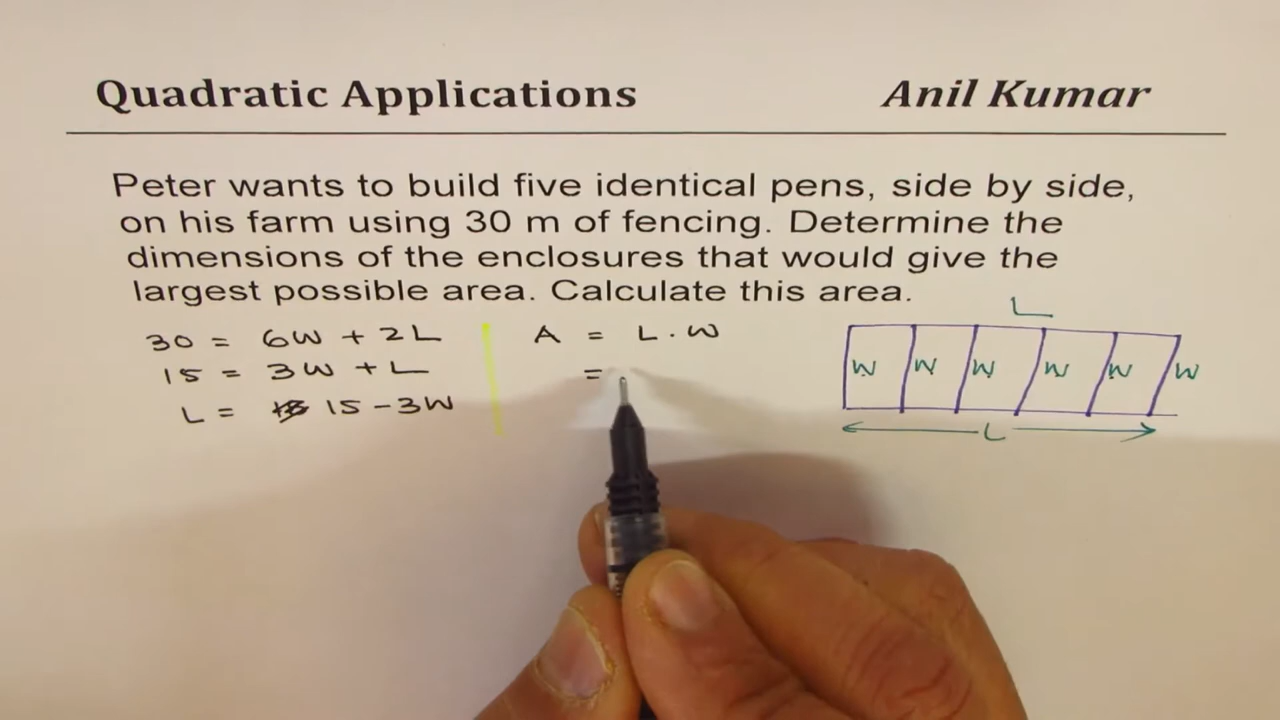 Quadratic Applications Anil Kumar
Peter wants to build five identical pens, side by side,
on his farm using 30 m of fencing. Determine the
dimensions of the enclosures that would give the
largest possible area. Calculate this area.
30 = 6W + 2L
15 = 3W + L
L = 15 - 3W
A = L . W
=
L
W W W W W W
L